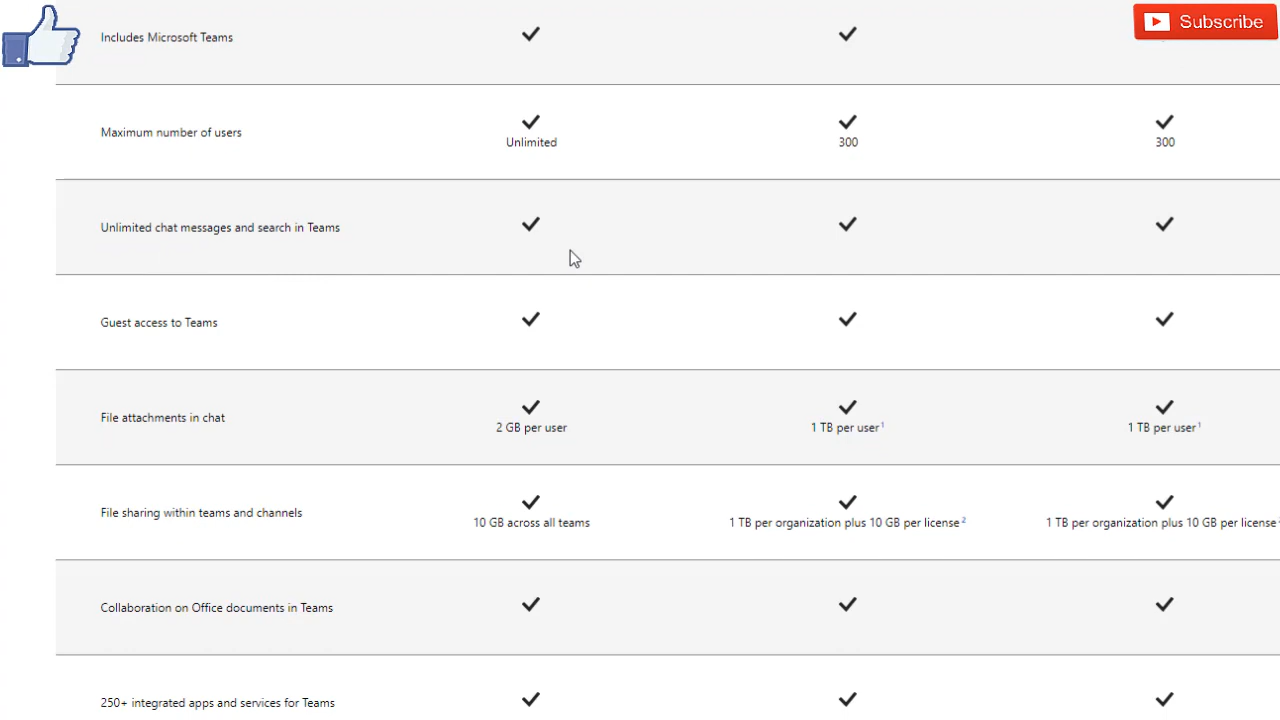 Subscribe
Includes Microsoft Teams
Maximum number of users
Unlimited
300
300
Unlimited chat messages and search in Teams
Guest access to Teams
File attachments in chat
2 GB per user
1 TB per user1
1 TB per user1
File sharing within teams and channels
10 GB across all teams
1 TB per organization plus 10 GB per license2
1 TB per organization plus 10 GB per license
Collaboration on Office documents in Teams
250+ integrated apps and services for Teams